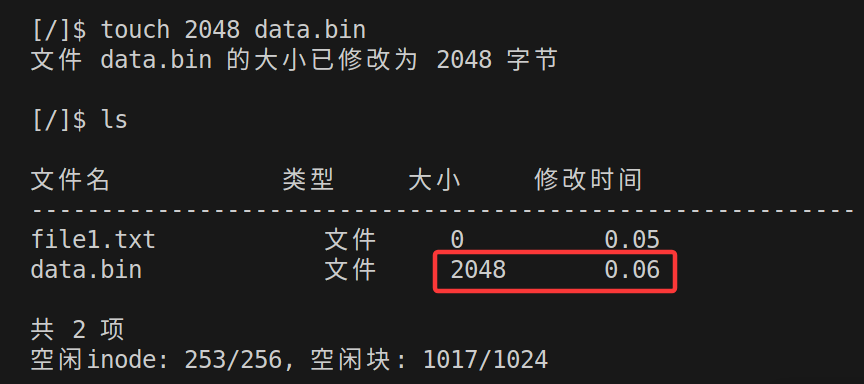 [/]$ touch 2048 data.bin
文件 data.bin 的大小已修改为 2048 字节
[/]$ ls
文件名 类型 大小 修改时间
-----------------------------------------------------------
file1.txt 文件 0 0.05
data.bin 文件 2048 0.06
共 2 项
空闲inode: 253/256, 空闲块: 1017/1024